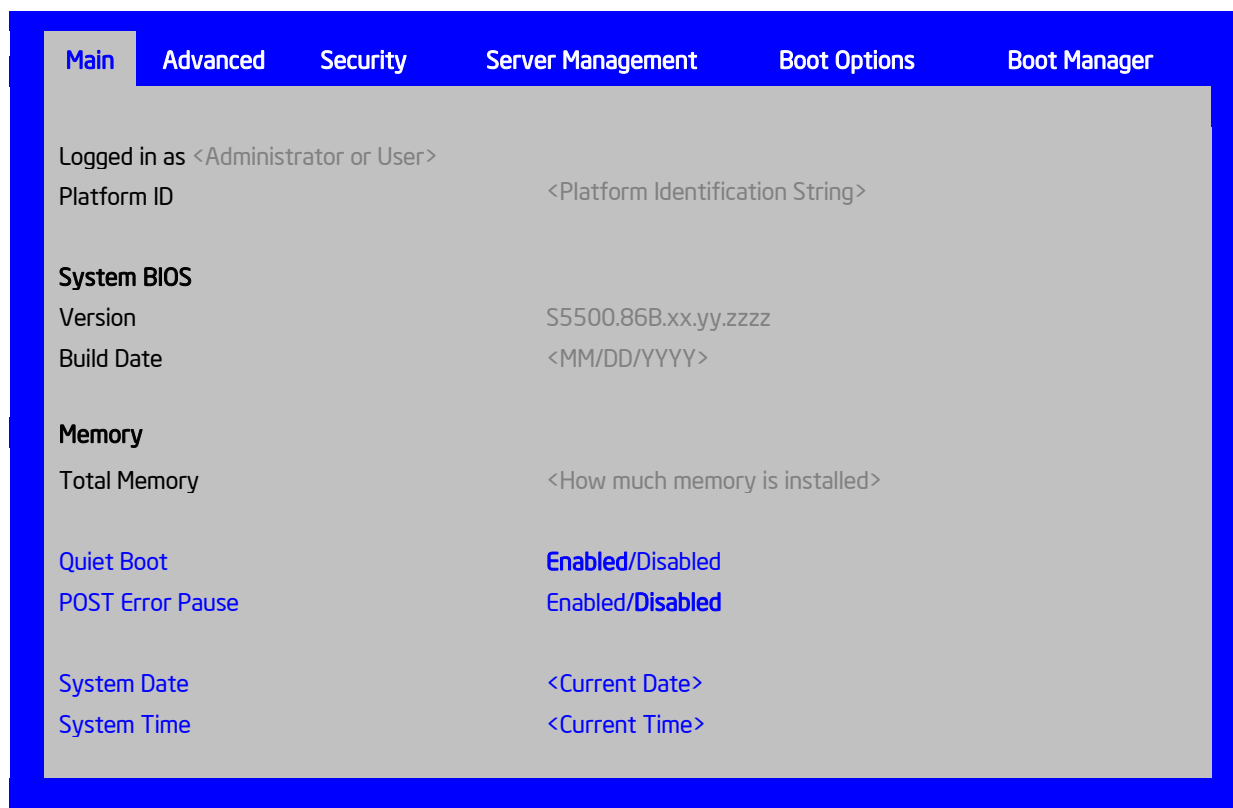 Main Advanced Security Server Management Boot Options Boot Manager
Logged in as <Administrator or User>
Platform ID <Platform Identification String>
System BIOS
Version S5500.86B.xx.yy.zzzz
Build Date <MM/DD/YYYY>
Memory
Total Memory <How much memory is installed>
Quiet Boot Enabled/Disabled
POST Error Pause Enabled/Disabled
System Date <Current Date>
System Time <Current Time>